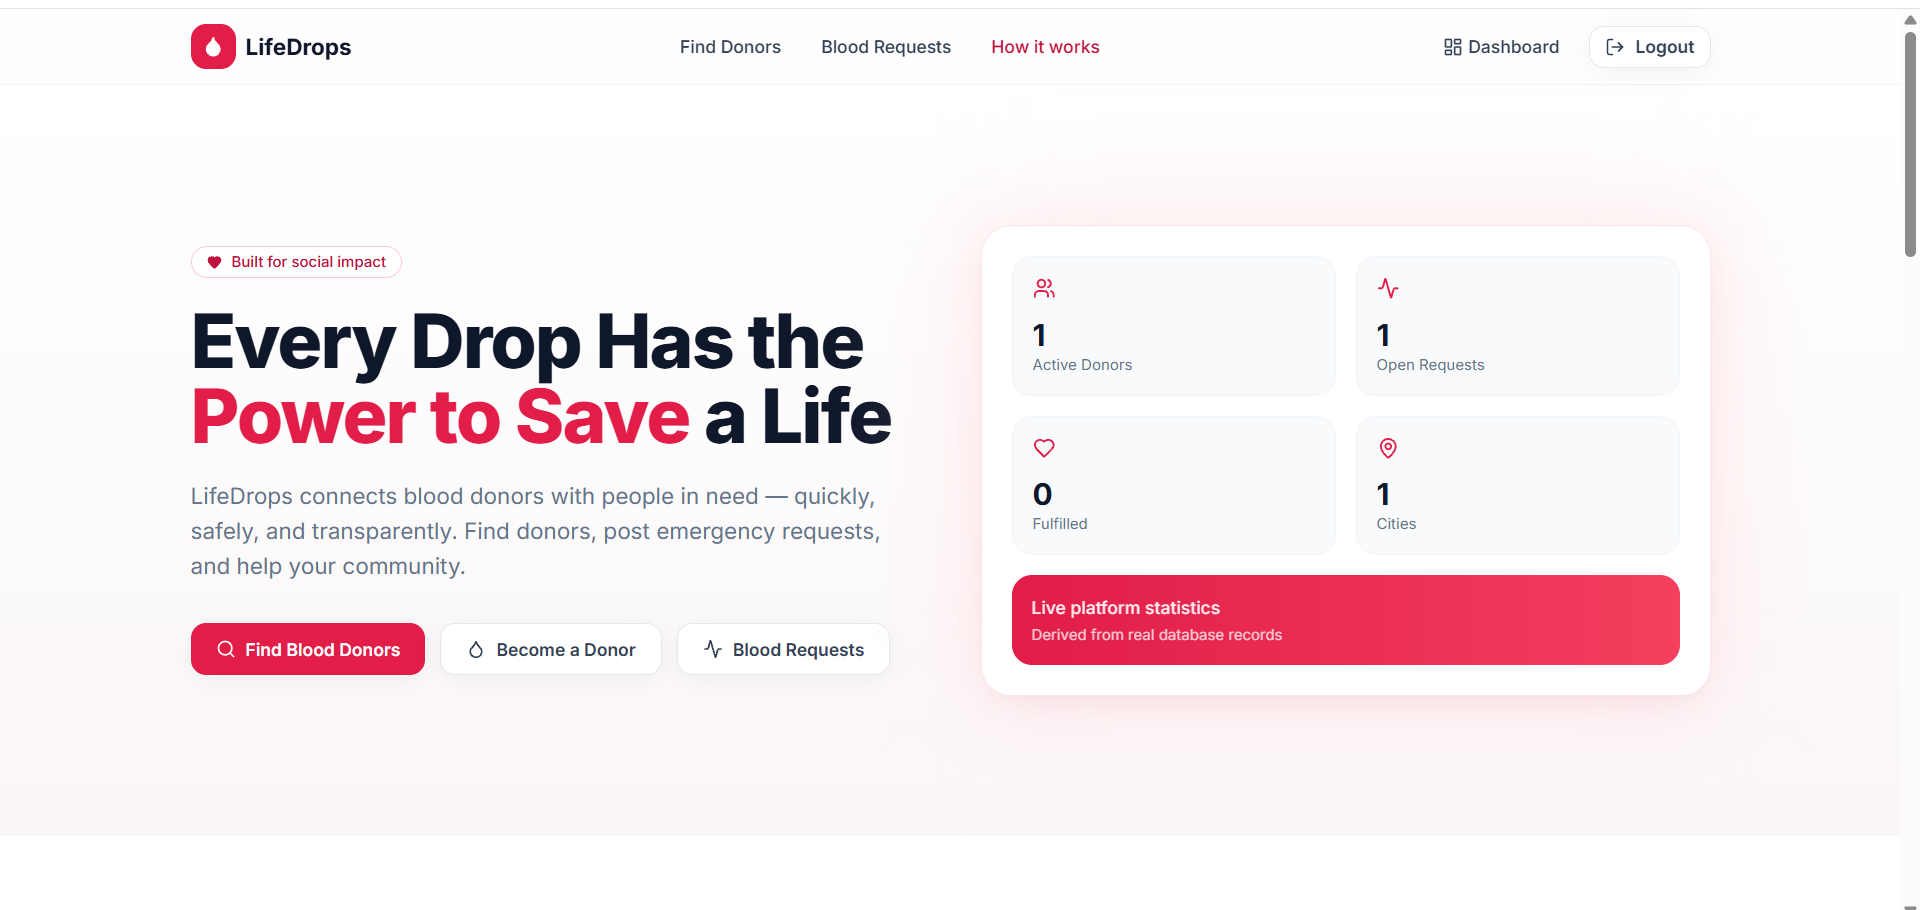 LifeDrops
Find Donors
Blood Requests
How it works
Dashboard
Logout
Built for social impact
Every Drop Has the
Power to Save a Life
LifeDrops connects blood donors with people in need — quickly,
safely, and transparently. Find donors, post emergency requests,
and help your community.
Find Blood Donors
Become a Donor
Blood Requests
1
Active Donors
1
Open Requests
0
Fulfilled
1
Cities
Live platform statistics
Derived from real database records